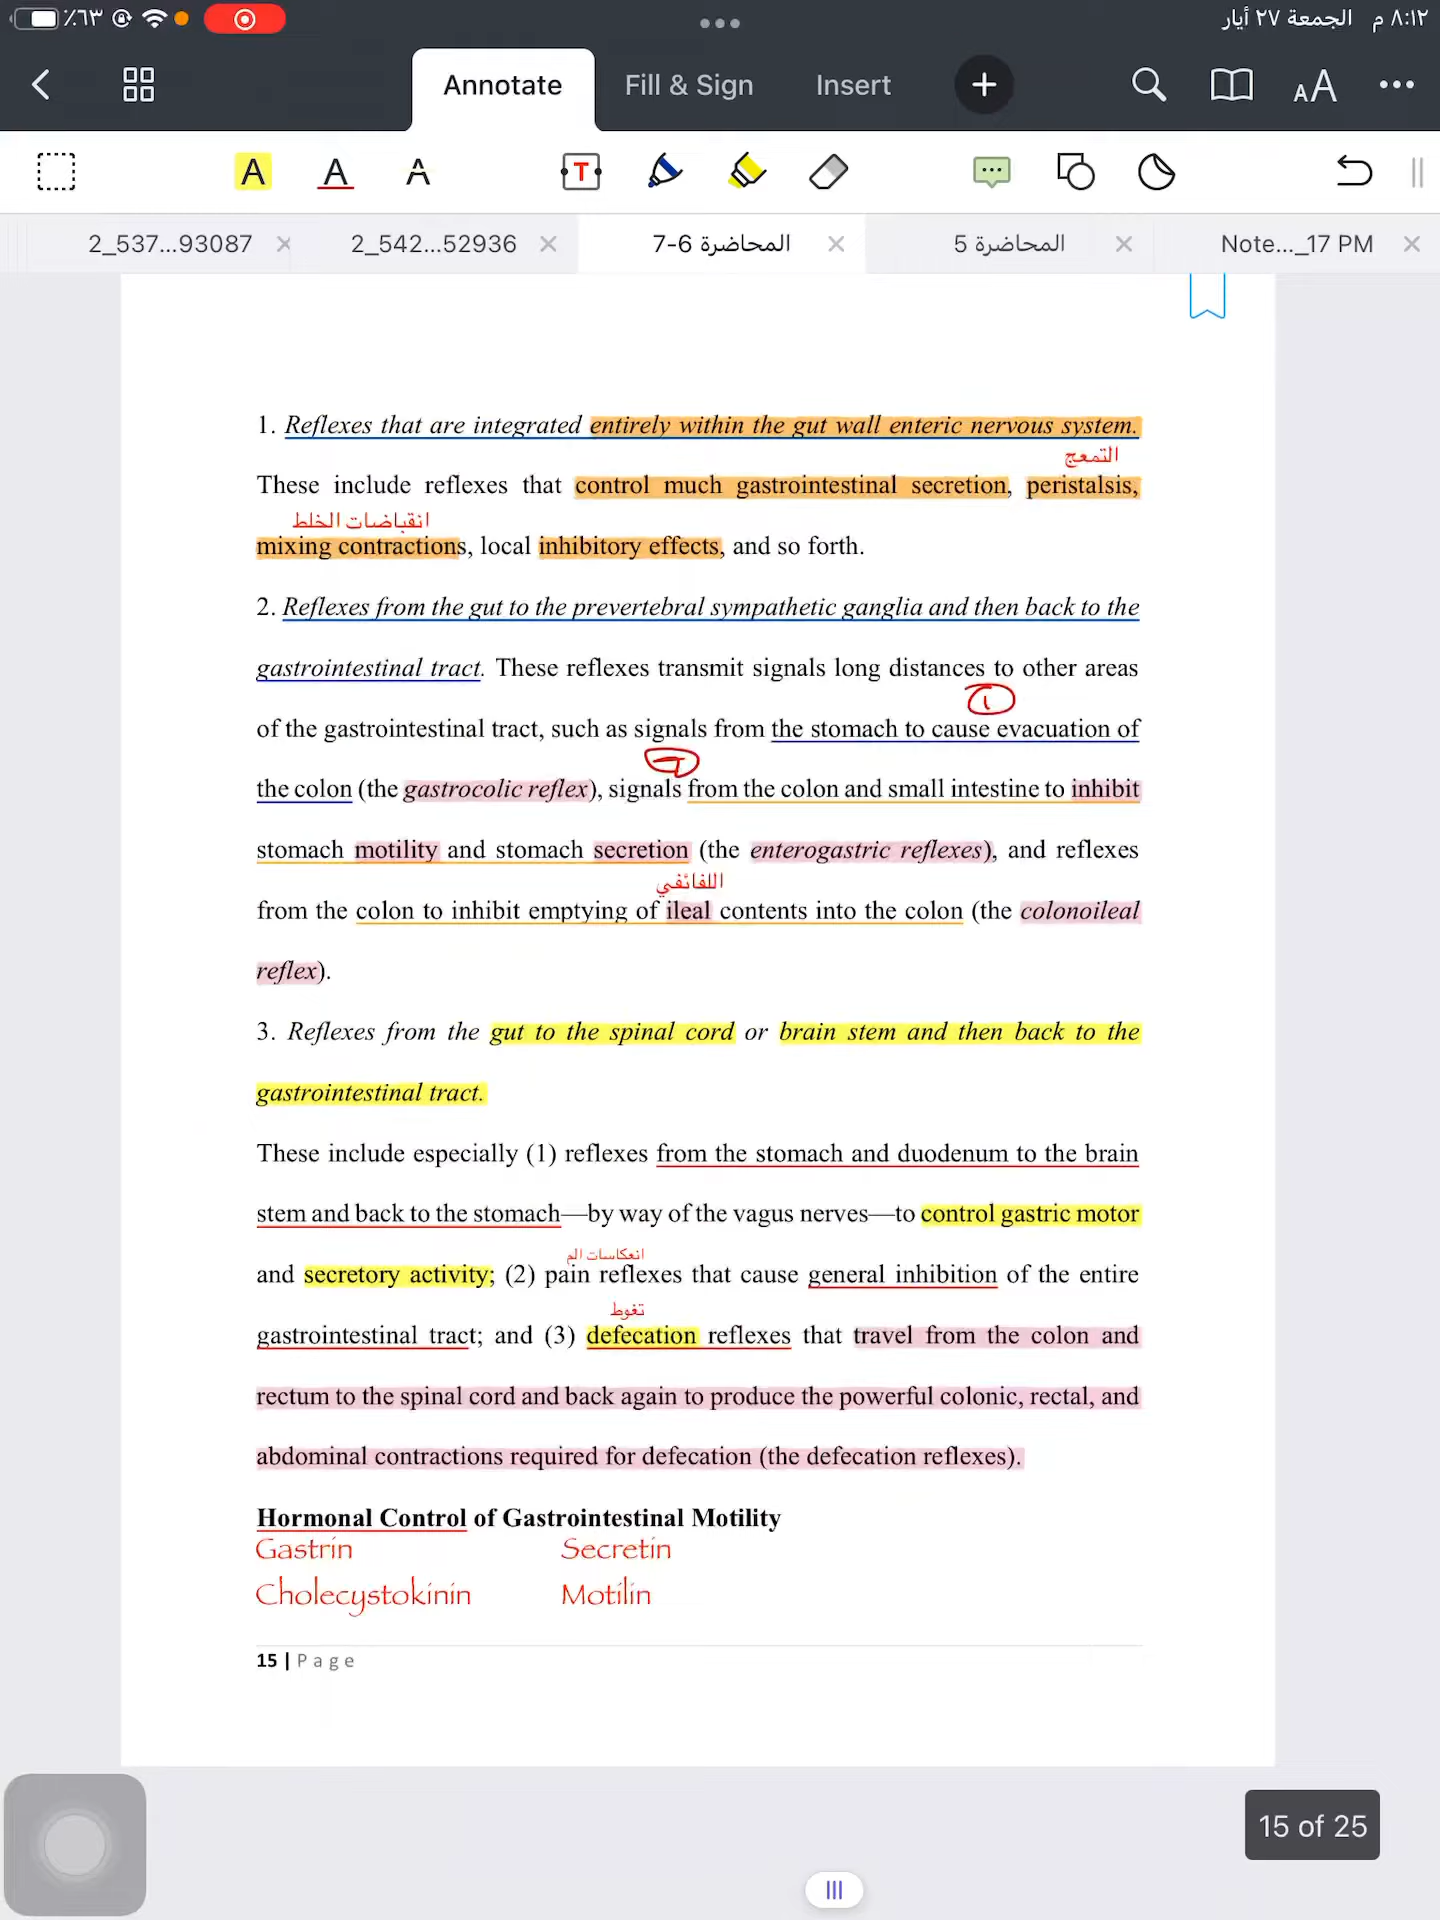 ٪٦٣
٨:١٢ م الجمعة ٢٧ أيار
Annotate Fill & Sign Insert
2_537...93087 2_542...52936 المحاضرة 6-7 المحاضرة 5 Note..._17 PM
1. Reflexes that are integrated entirely within the gut wall enteric nervous system.
التمعج
These include reflexes that control much gastrointestinal secretion, peristalsis,
انقباضات الخلط
mixing contractions, local inhibitory effects, and so forth.
2. Reflexes from the gut to the prevertebral sympathetic ganglia and then back to the
gastrointestinal tract. These reflexes transmit signals long distances to other areas
of the gastrointestinal tract, such as signals from the stomach to cause evacuation of
the colon (the gastrocolic reflex), signals from the colon and small intestine to inhibit
stomach motility and stomach secretion (the enterogastric reflexes), and reflexes
اللفائفي
from the colon to inhibit emptying of ileal contents into the colon (the colonoileal
reflex).
3. Reflexes from the gut to the spinal cord or brain stem and then back to the
gastrointestinal tract.
These include especially (1) reflexes from the stomach and duodenum to the brain
stem and back to the stomach—by way of the vagus nerves—to control gastric motor
انعكاسات الم
and secretory activity; (2) pain reflexes that cause general inhibition of the entire
تغوط
gastrointestinal tract; and (3) defecation reflexes that travel from the colon and
rectum to the spinal cord and back again to produce the powerful colonic, rectal, and
abdominal contractions required for defecation (the defecation reflexes).
Hormonal Control of Gastrointestinal Motility
Gastrin Secretin
Cholecystokinin Motilin
15 | Page
15 of 25